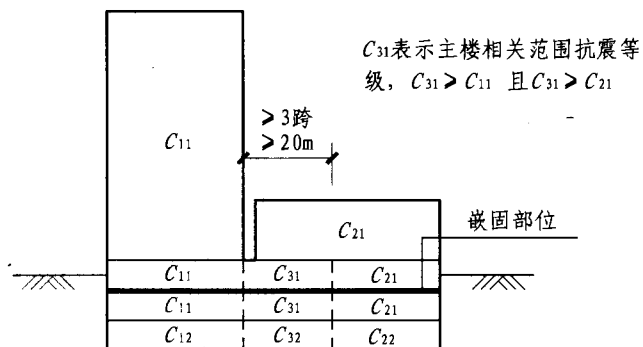 C31表示主楼相关范围抗震等
级，C31≥C11 且C31≥C21
≥3跨
≥20m
C11
C21
嵌固部位
C11 C31 C21
C11 C31 C21
C12 C32 C22